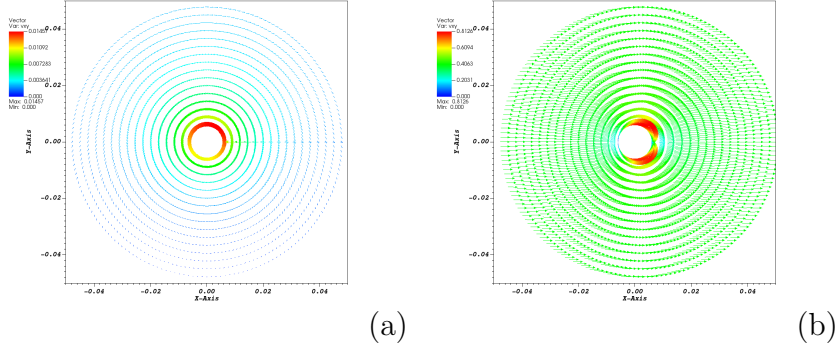 Vector
Var: vxy
0.01457
0.01092
0.007283
0.003641
0.000
Max: 0.01457
Min: 0.000
0.04
0.02
0.00
-0.02
-0.04
Y-Axis
-0.04 -0.02 0.00 0.02 0.04
X-Axis
(a)
Vector
Var: vxy
0.8126
0.6094
0.4063
0.2031
0.000
Max: 0.8126
Min: 0.000
0.04
0.02
0.00
-0.02
-0.04
Y-Axis
-0.04 -0.02 0.00 0.02 0.04
X-Axis
(b)